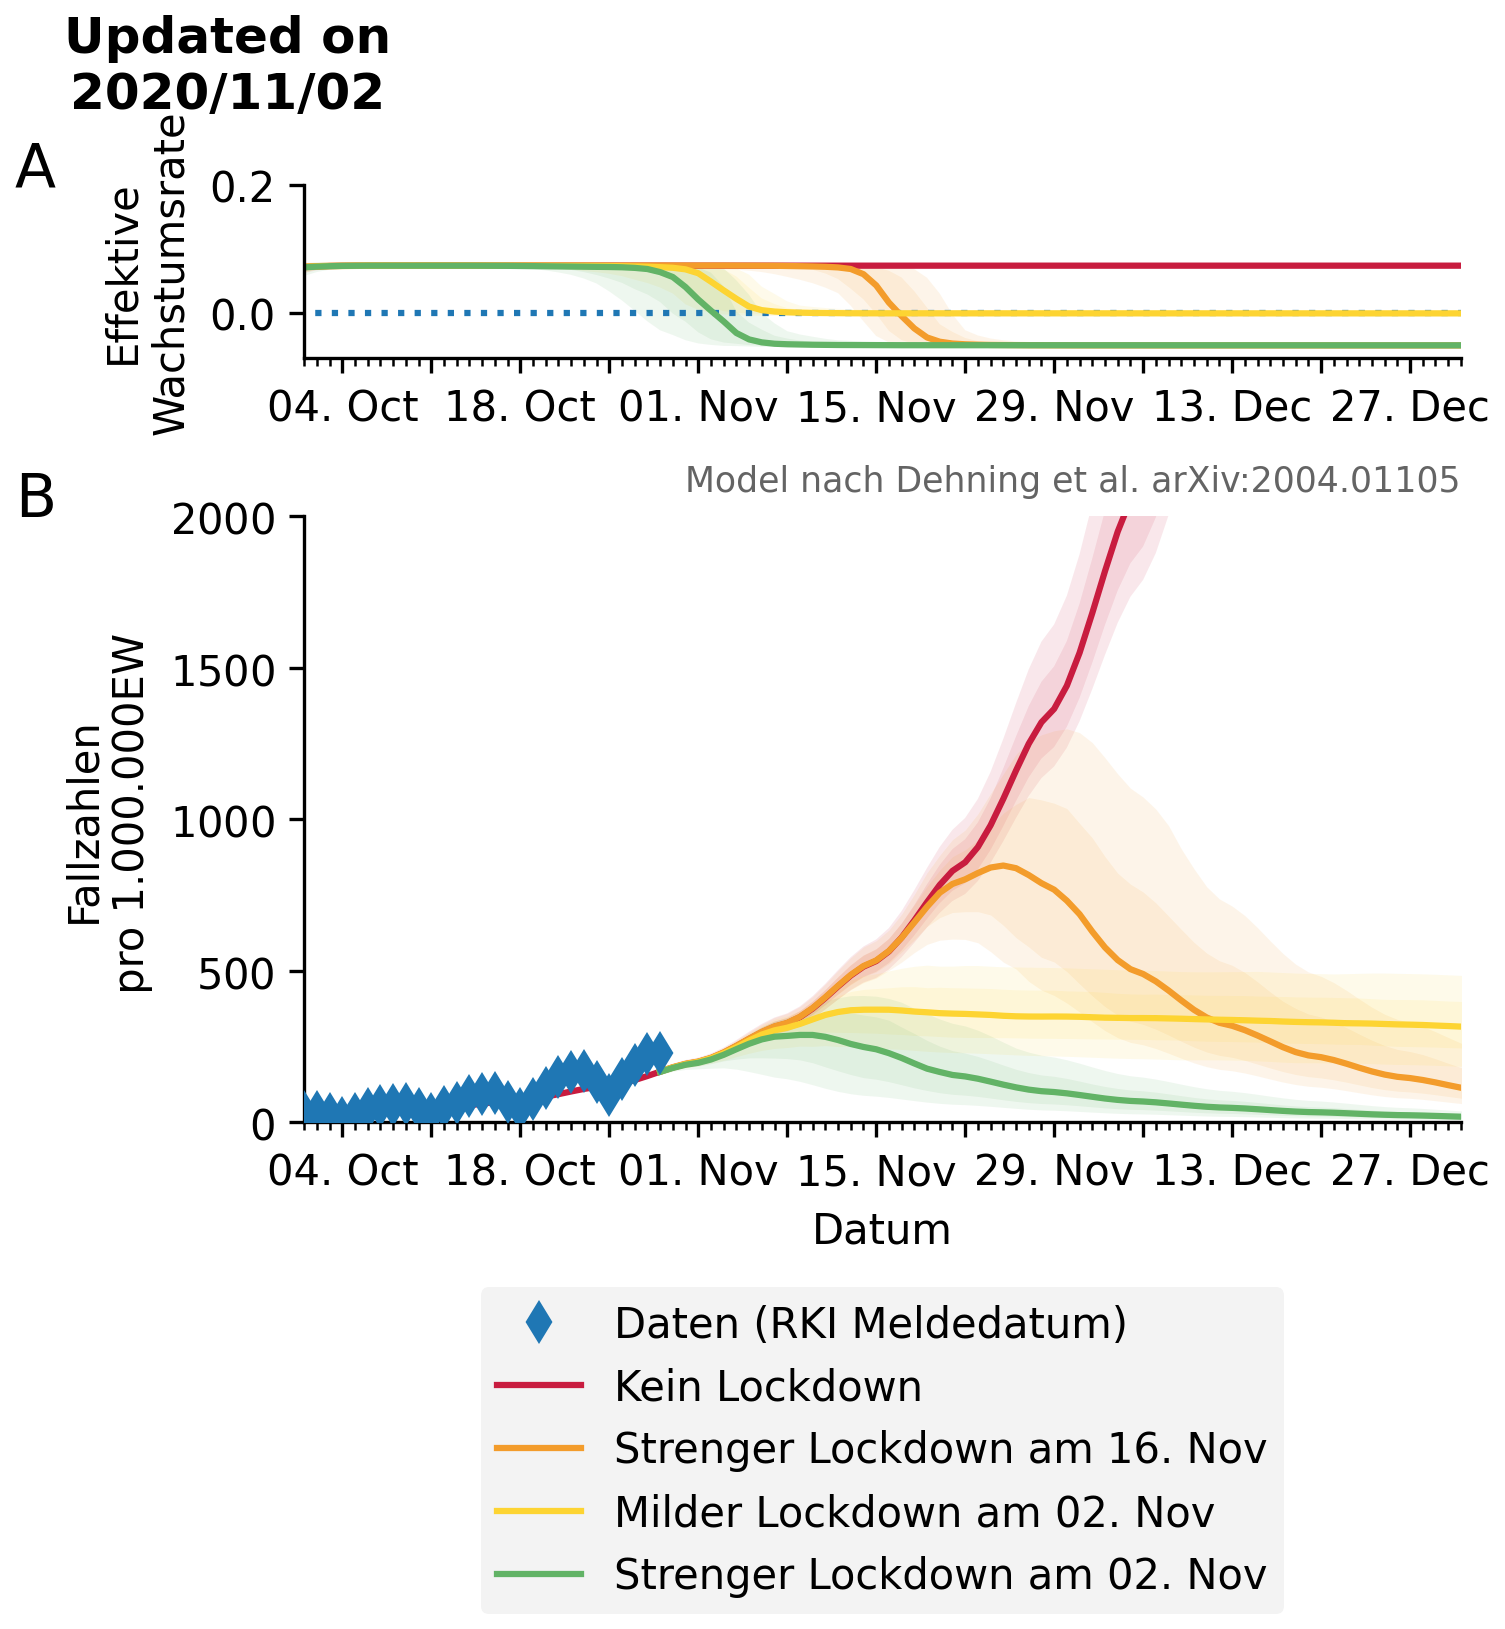 Updated on
2020/11/02
A
Effektive
Wachstumsrate
0.2
0.0
04. Oct 18. Oct 01. Nov 15. Nov 29. Nov 13. Dec 27. Dec
Model nach Dehning et al. arXiv:2004.01105
B
Fallzahlen
pro 1.000.000EW
2000
1500
1000
500
0
04. Oct 18. Oct 01. Nov 15. Nov 29. Nov 13. Dec 27. Dec
Datum
Daten (RKI Meldedatum)
Kein Lockdown
Strenger Lockdown am 16. Nov
Milder Lockdown am 02. Nov
Strenger Lockdown am 02. Nov